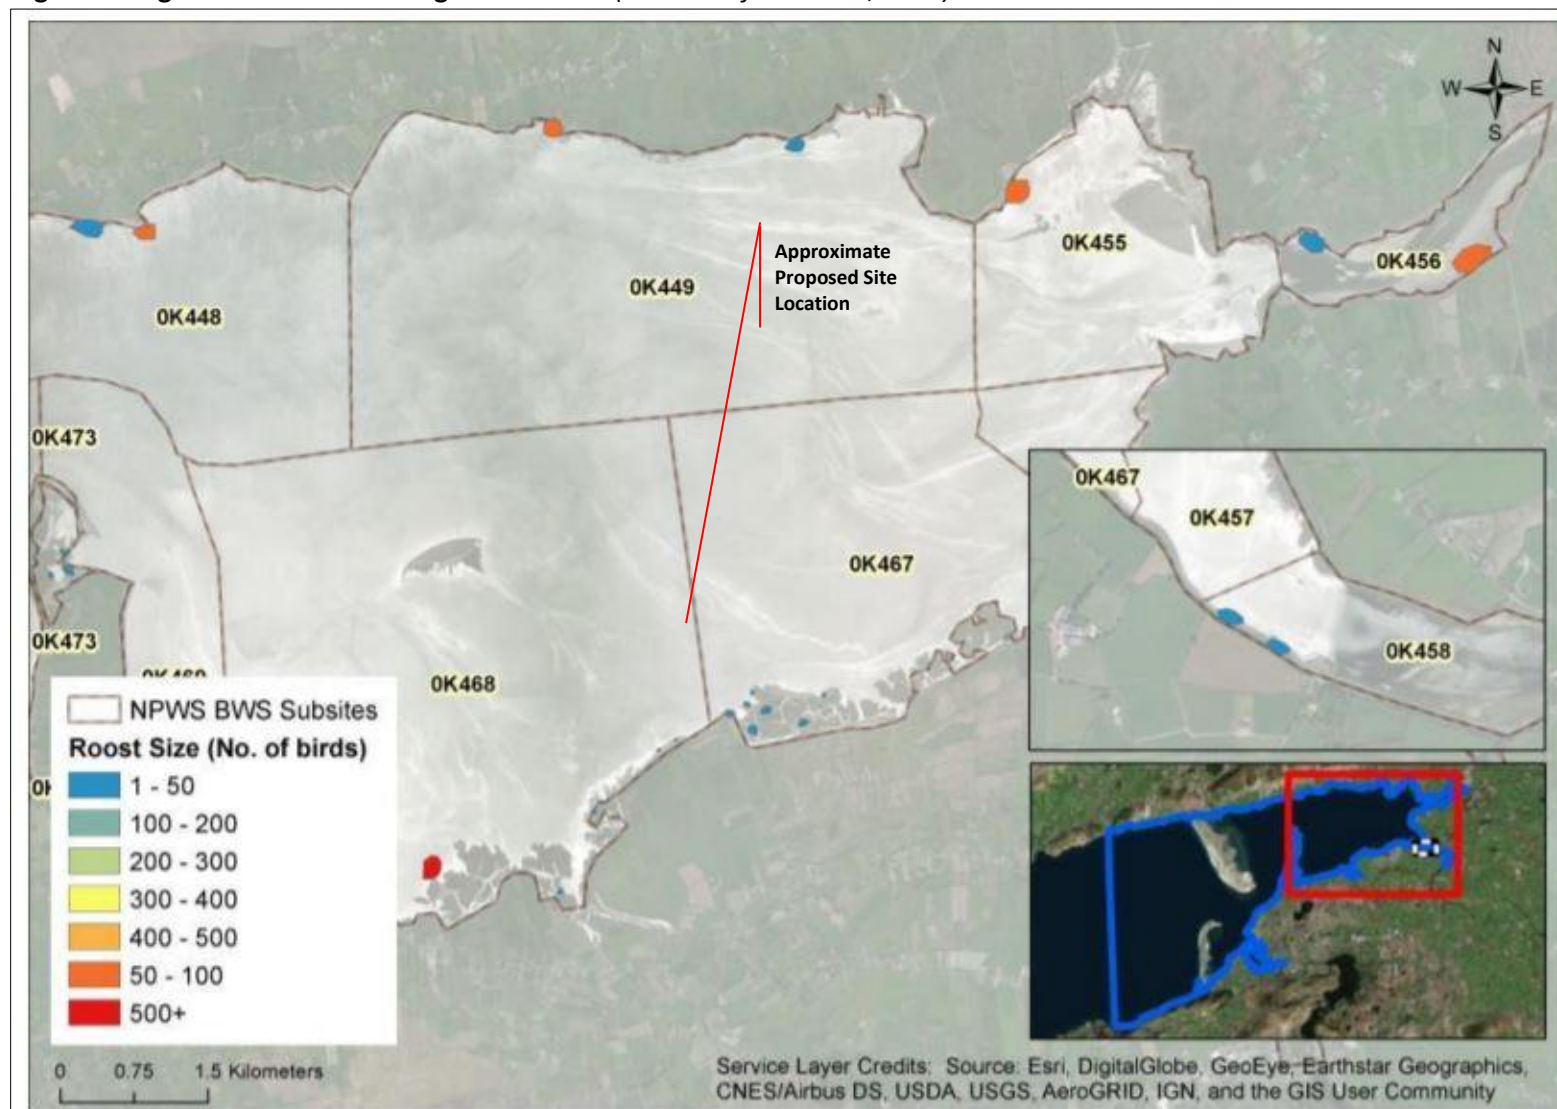 N
W E
S
0K455
0K456
0K449
Approximate
Proposed Site
Location
0K448
0K473
0K467
0K457
0K467
0K473
0K458
0K468
NPWS BWS Subsites
Roost Size (No. of birds)
1 - 50
100 - 200
200 - 300
300 - 400
400 - 500
50 - 100
500+
0 0.75 1.5 Kilometers
Service Layer Credits: Source: Esri, DigitalGlobe, GeoEye, Earthstar Geographics,
CNES/Airbus DS, USDA, USGS, AeroGRID, IGN, and the GIS User Community